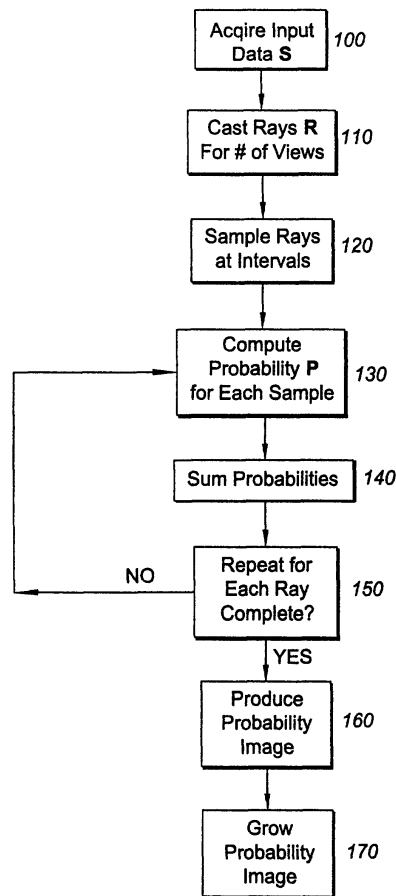 Acqire Input
Data S
100
Cast Rays R
For # of Views
110
Sample Rays
at Intervals
120
Compute
Probability P
for Each Sample
130
Sum Probabilities
140
Repeat for
Each Ray
Complete?
150
NO
YES
Produce
Probability
Image
160
Grow
Probability
Image
170